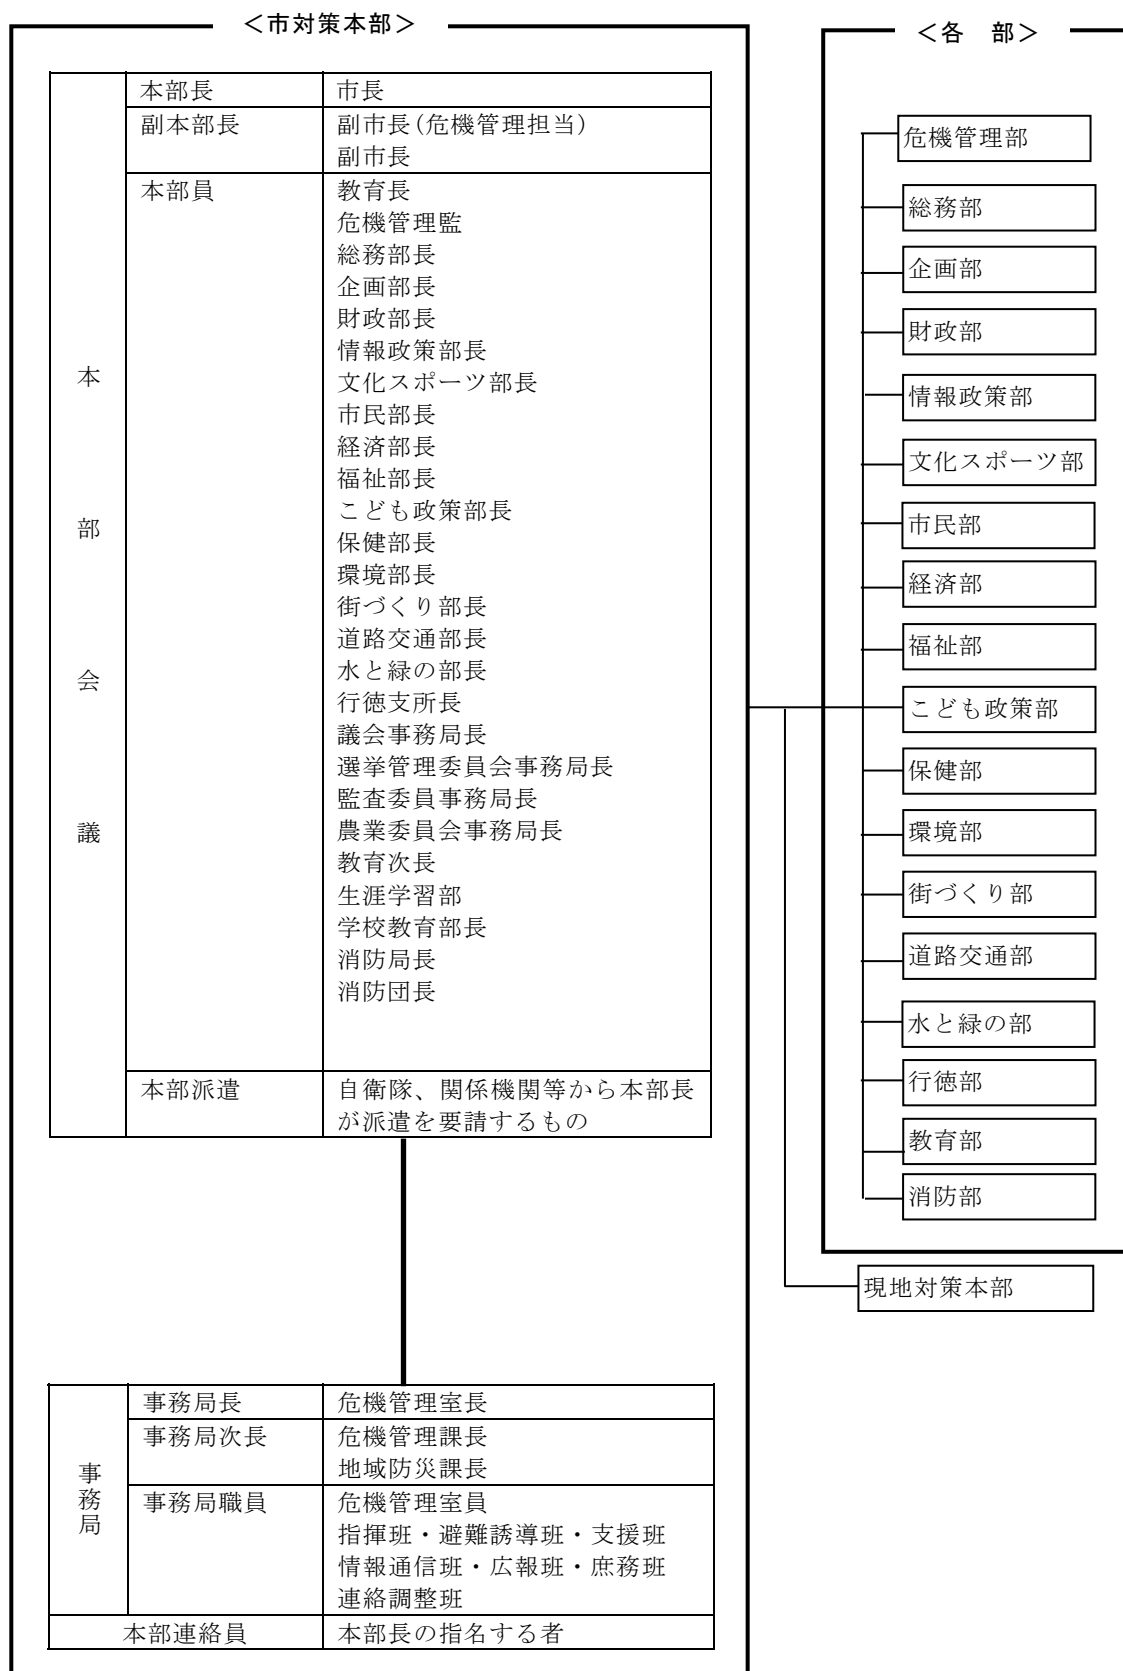 ＜市対策本部＞
本部会議
本部長 市長
副本部長 副市長(危機管理担当)
副市長
本部員 教育長
危機管理監
総務部長
企画部長
財政部長
情報政策部長
文化スポーツ部長
市民部長
経済部長
福祉部長
こども政策部長
保健部長
環境部長
街づくり部長
道路交通部長
水と緑の部長
行徳支所長
議会事務局長
選挙管理委員会事務局長
監査委員事務局長
農業委員会事務局長
教育次長
生涯学習部
学校教育部長
消防局長
消防団長
本部派遣 自衛隊、関係機関等から本部長
が派遣を要請するもの
事務局
事務局長 危機管理室長
事務局次長 危機管理課長
地域防災課長
事務局職員 危機管理室員
指揮班・避難誘導班・支援班
情報通信班・広報班・庶務班
連絡調整班
本部連絡員 本部長の指名する者
＜各　部＞
危機管理部
総務部
企画部
財政部
情報政策部
文化スポーツ部
市民部
経済部
福祉部
こども政策部
保健部
環境部
街づくり部
道路交通部
水と緑の部
行徳部
教育部
消防部
現地対策本部